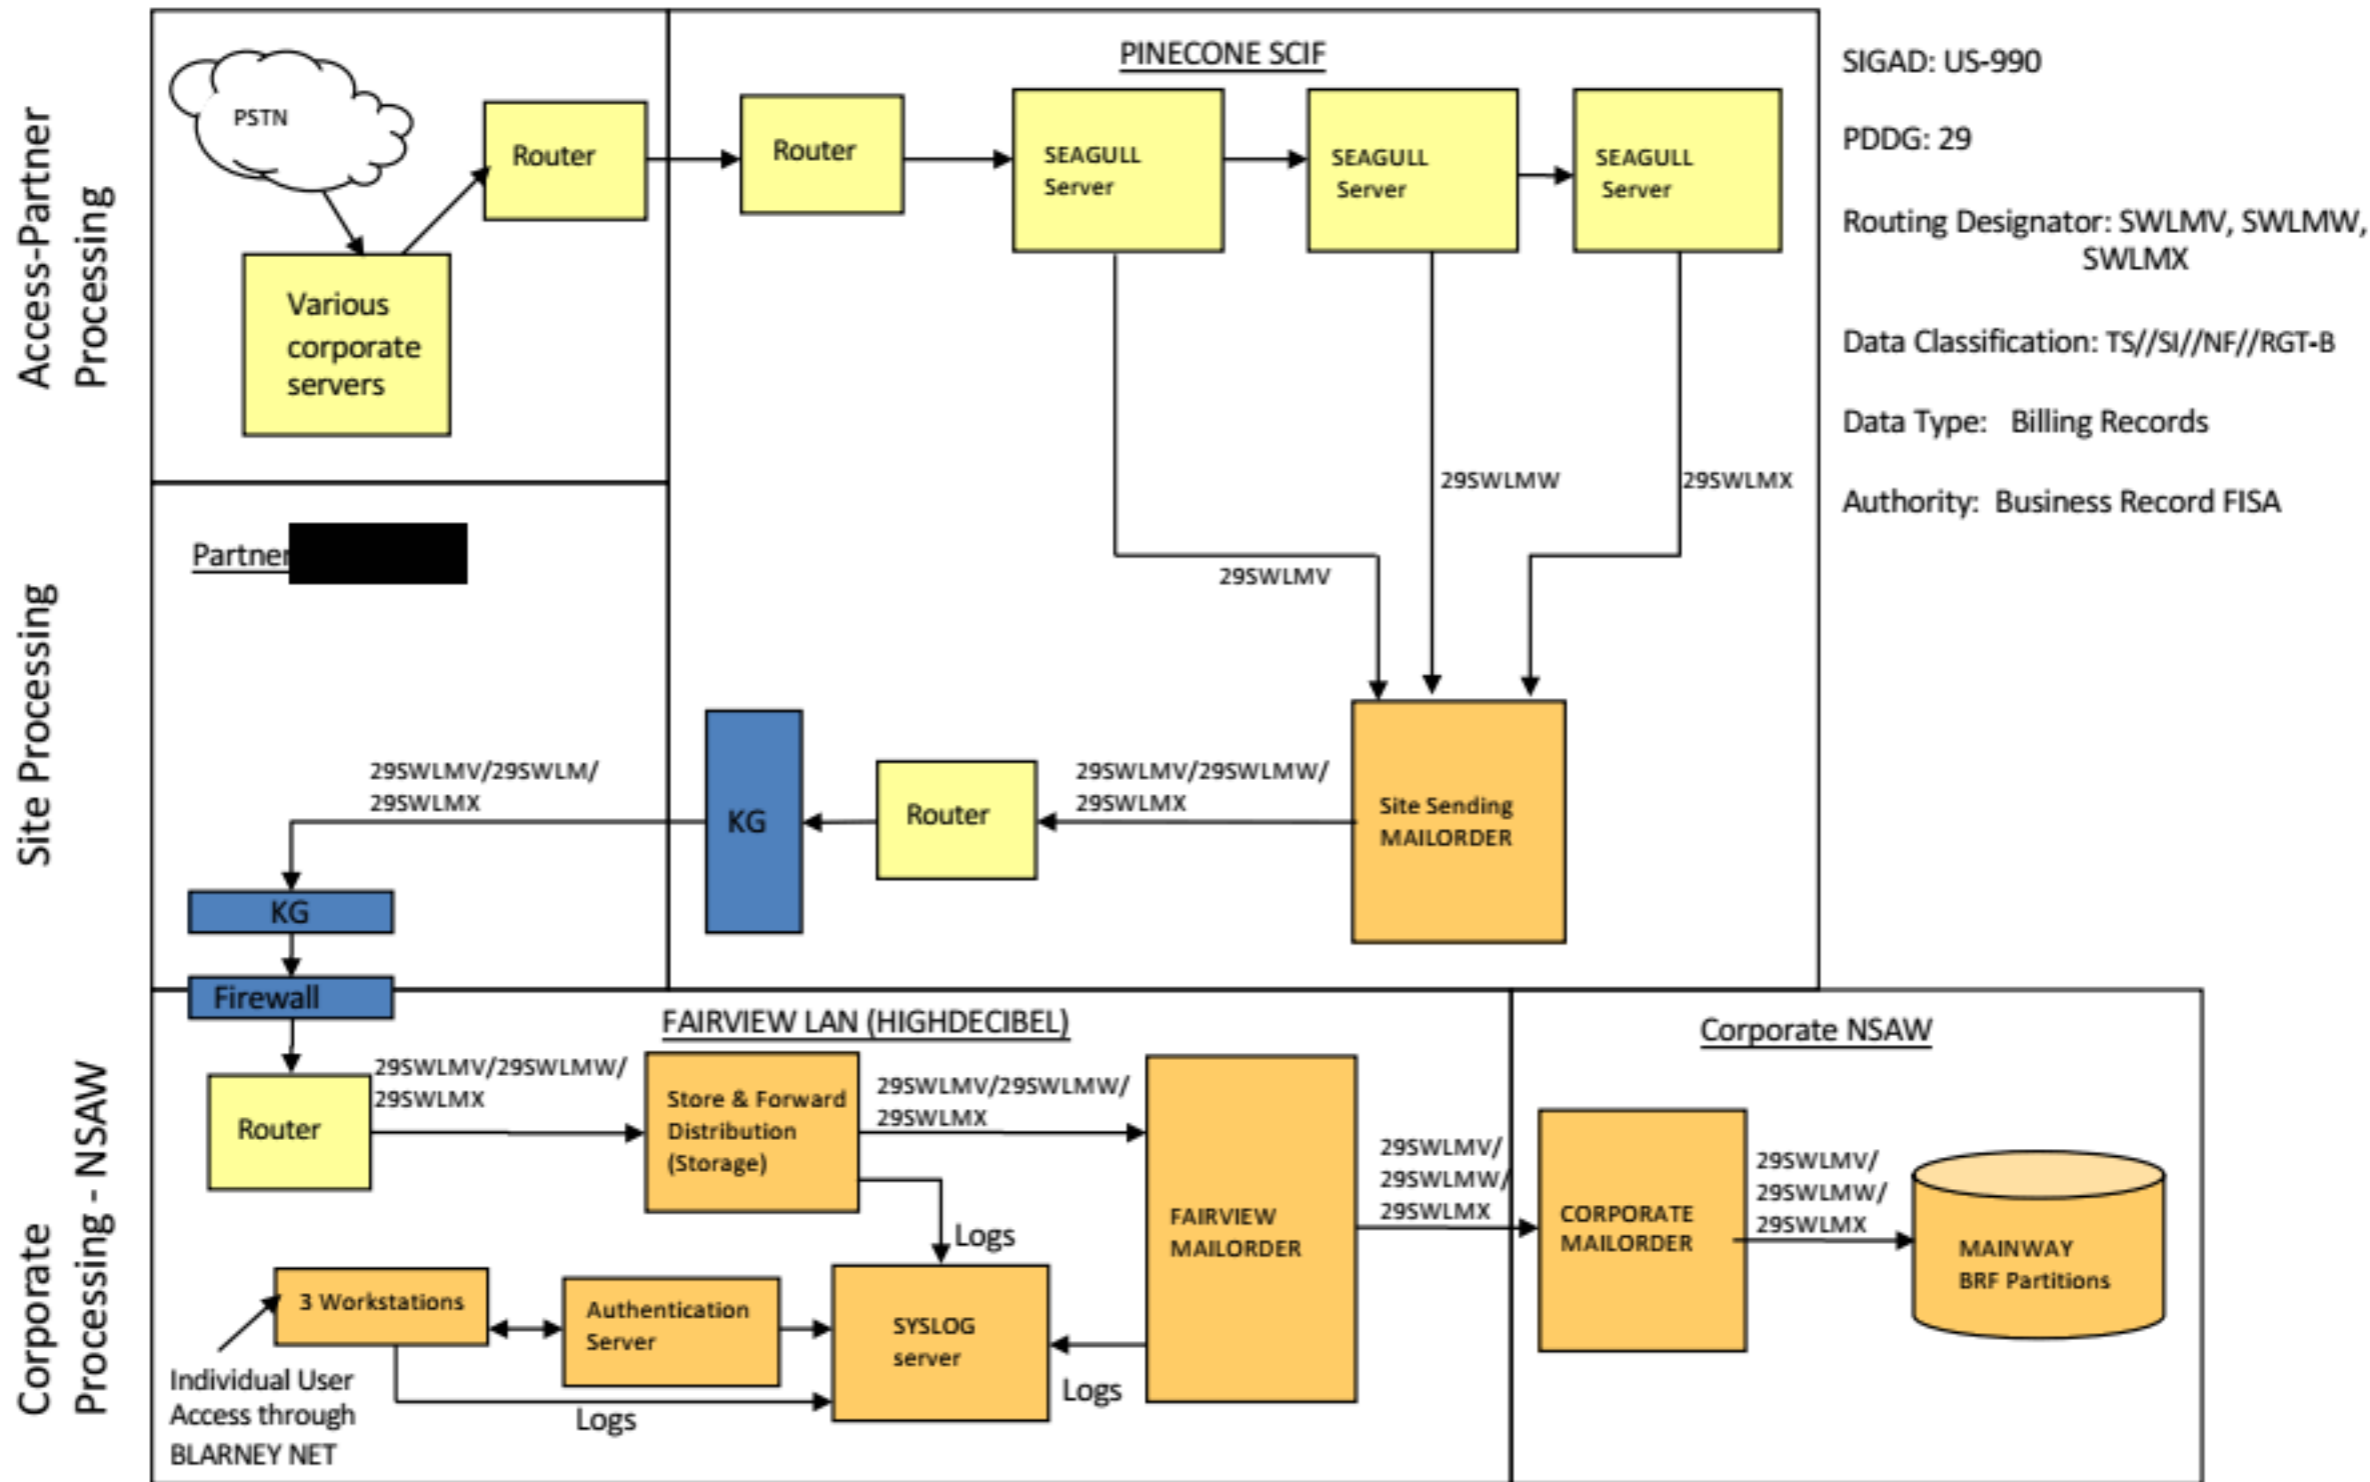 Access-Partner
Processing
PSTN
Various
corporate
servers
Router
PINECONE SCIF
Router
SEAGULL
Server
SEAGULL
Server
SEAGULL
Server
SIGAD: US-990
PDDG: 29
Routing Designator: SWLMV, SWLMW,
SWLMX
Data Classification: TS//SI//NF//RGT-B
Data Type: Billing Records
Authority: Business Record FISA
29SWLMV
29SWLMW
29SWLMX
Site Processing
Partner
Site Sending
MAILORDER
29SWLMV/29SWLMW/
29SWLMX
Router
KG
29SWLMV/29SWLM/
29SWLMX
KG
Firewall
Corporate
Processing - NSAW
FAIRVIEW LAN (HIGHDECIBEL)
Router
29SWLMV/29SWLMW/
29SWLMX
Store & Forward
Distribution
(Storage)
29SWLMV/29SWLMW/
29SWLMX
Logs
FAIRVIEW
MAILORDER
3 Workstations
Authentication
Server
SYSLOG
server
Logs
Logs
Individual User
Access through
BLARNEY NET
29SWLMV/
29SWLMW/
29SWLMX
Corporate NSAW
CORPORATE
MAILORDER
29SWLMV/
29SWLMW/
29SWLMX
MAINWAY
BRF Partitions